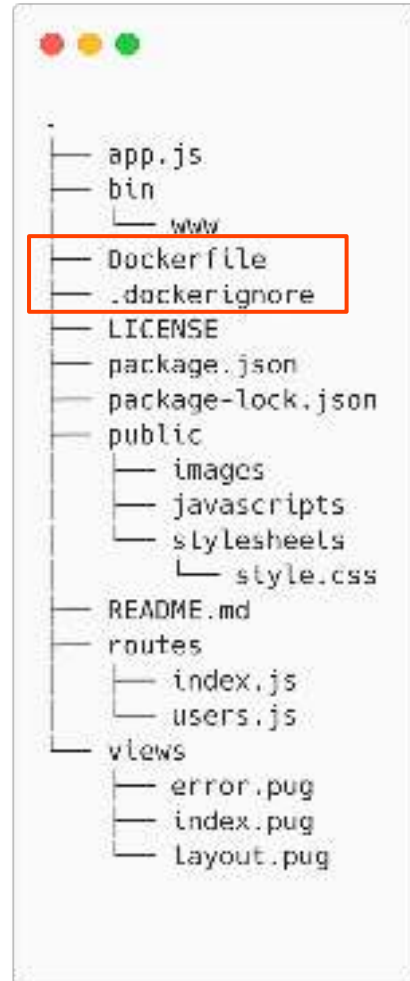 .
├── app.js
├── bin
│   └── www
├── Dockerfile
├── .dockerignore
├── LICENSE
├── package.json
├── package-lock.json
├── public
│   ├── images
│   ├── javascripts
│   └── stylesheets
│       └── style.css
├── README.md
├── routes
│   ├── index.js
│   └── users.js
└── views
    ├── error.pug
    ├── index.pug
    └── layout.pug